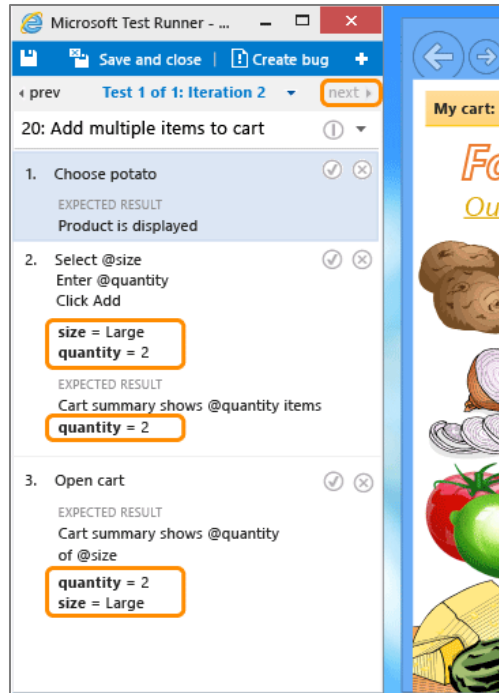 Microsoft Test Runner - ...
Save and close | Create bug
prev Test 1 of 1: Iteration 2 next
20: Add multiple items to cart
1. Choose potato
EXPECTED RESULT
Product is displayed
2. Select @size
Enter @quantity
Click Add
size = Large
quantity = 2
EXPECTED RESULT
Cart summary shows @quantity items
quantity = 2
3. Open cart
EXPECTED RESULT
Cart summary shows @quantity
of @size
quantity = 2
size = Large
My cart: